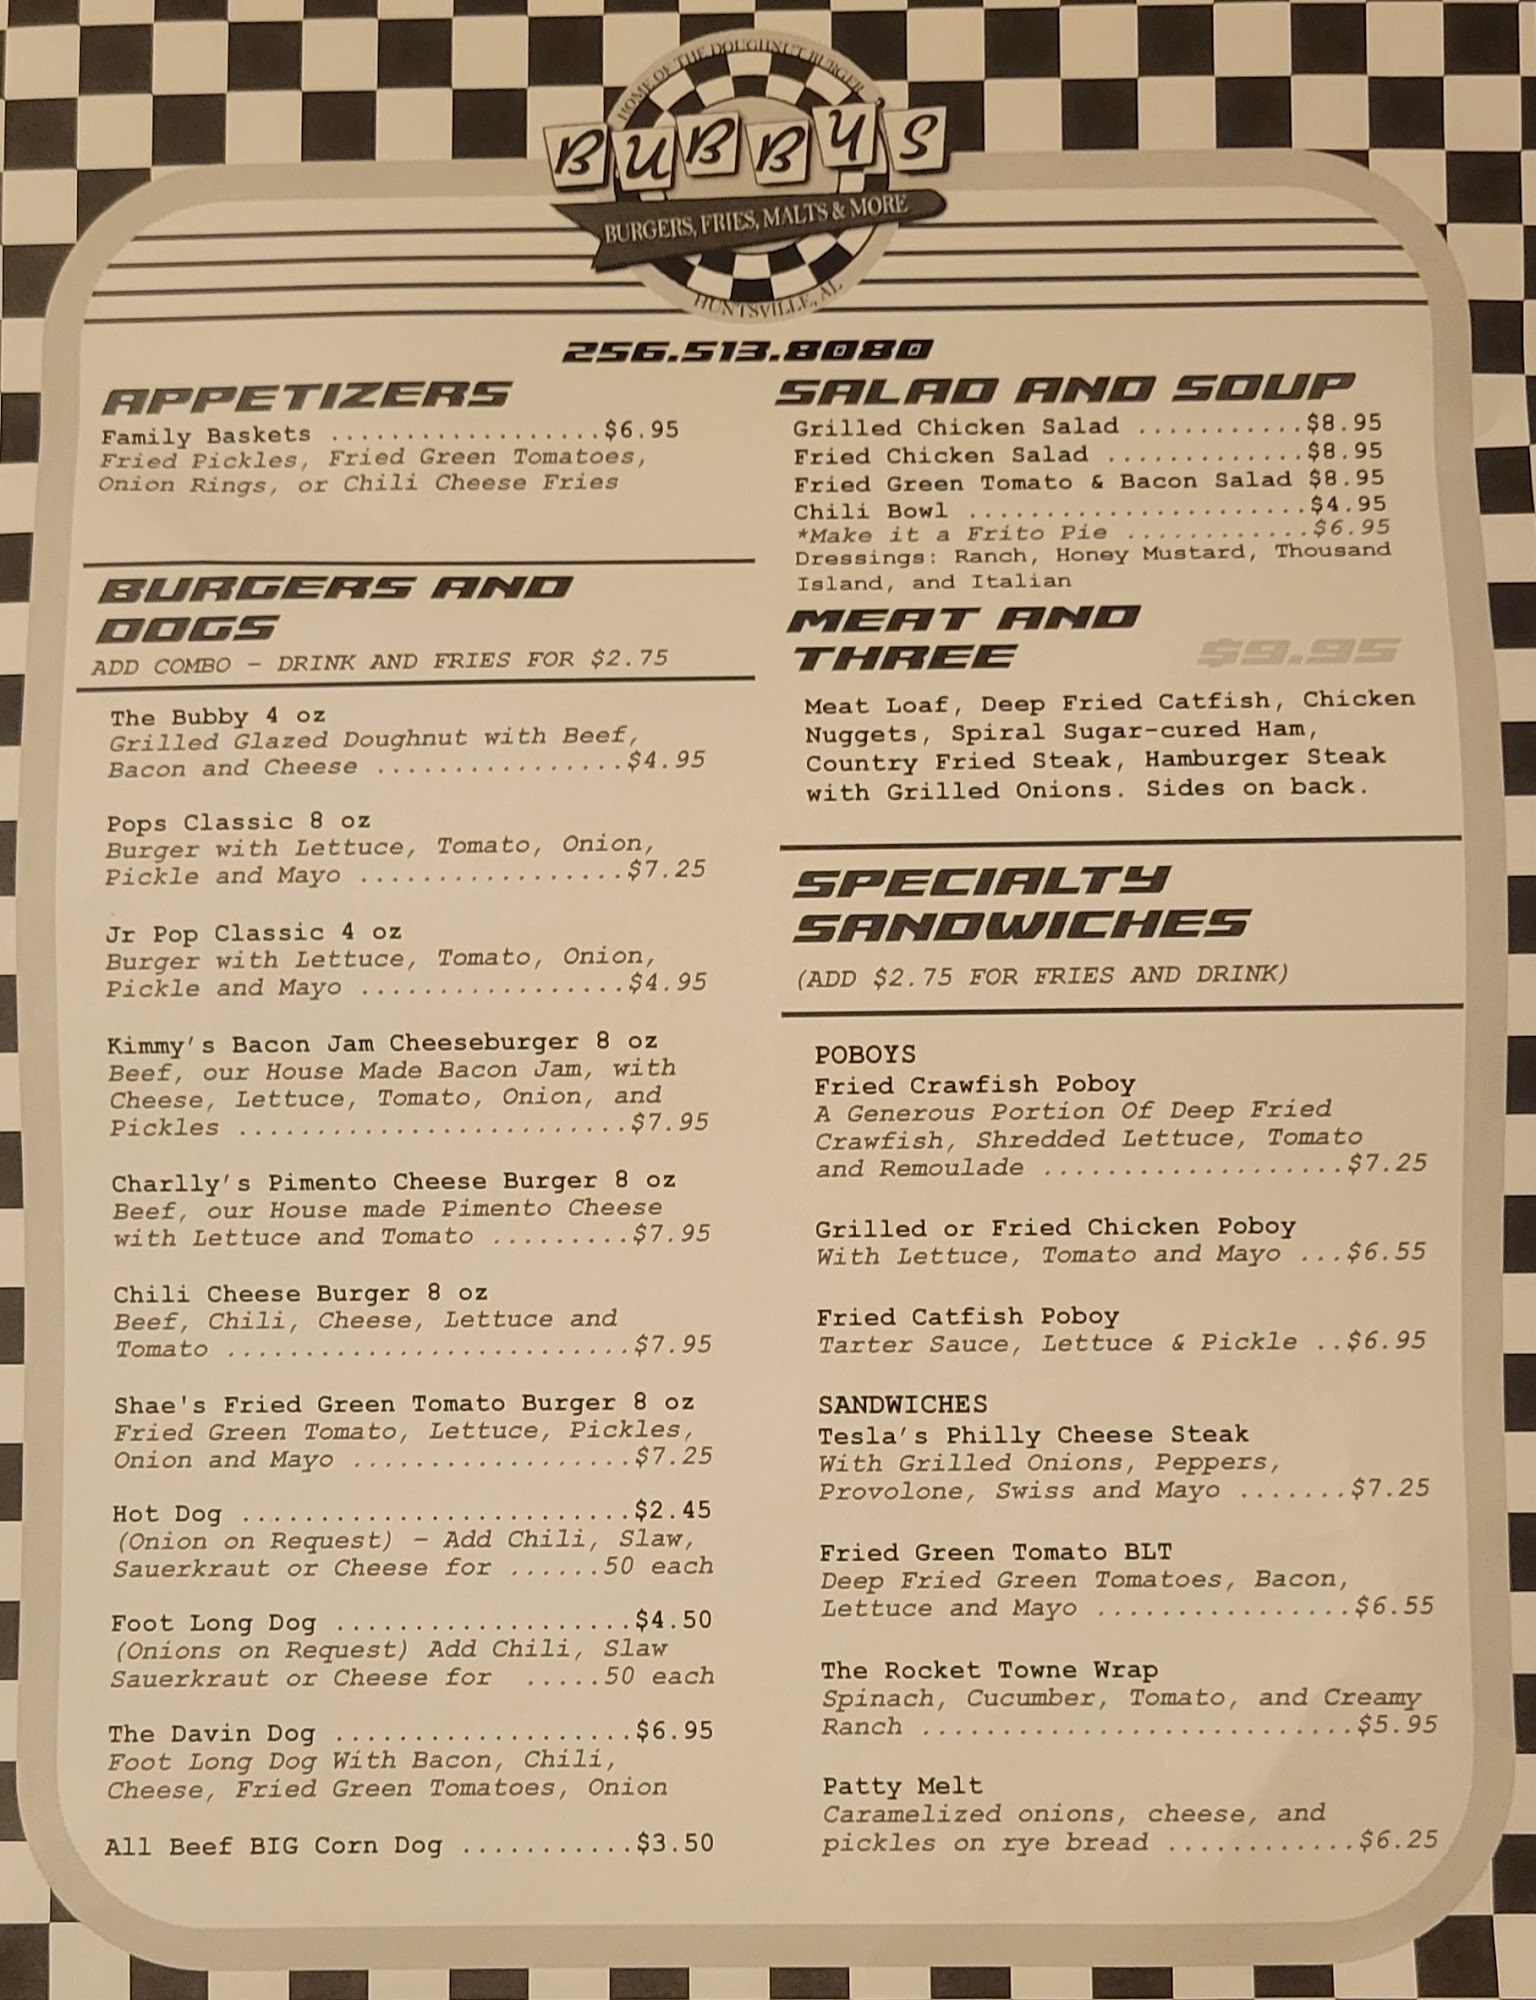 HOME OF THE DOUGHNUT BURGER
BUBBY'S
BURGERS, FRIES, MALTS & MORE
HUNTSVILLE, AL
256.513.8080
APPETIZERS
Family Baskets .................$6.95
Fried Pickles, Fried Green Tomatoes,
Onion Rings, or Chili Cheese Fries
BURGERS AND
DOGS
ADD COMBO - DRINK AND FRIES FOR $2.75
The Bubby 4 oz
Grilled Glazed Doughnut with Beef,
Bacon and Cheese ................$4.95
Pops Classic 8 oz
Burger with Lettuce, Tomato, Onion,
Pickle and Mayo .................$7.25
Jr Pop Classic 4 oz
Burger with Lettuce, Tomato, Onion,
Pickle and Mayo .................$4.95
Kimmy's Bacon Jam Cheeseburger 8 oz
Beef, our House Made Bacon Jam, with
Cheese, Lettuce, Tomato, Onion, and
Pickles .........................$7.95
Charlly's Pimento Cheese Burger 8 oz
Beef, our House made Pimento Cheese
with Lettuce and Tomato .........$7.95
Chili Cheese Burger 8 oz
Beef, Chili, Cheese, Lettuce and
Tomato ..........................$7.95
Shae's Fried Green Tomato Burger 8 oz
Fried Green Tomato, Lettuce, Pickles,
Onion and Mayo ..................$7.25
Hot Dog .........................$2.45
(Onion on Request) - Add Chili, Slaw,
Sauerkraut or Cheese for ......50 each
Foot Long Dog ...................$4.50
(Onions on Request) Add Chili, Slaw
Sauerkraut or Cheese for .....50 each
The Davin Dog ...................$6.95
Foot Long Dog With Bacon, Chili,
Cheese, Fried Green Tomatoes, Onion
All Beef BIG Corn Dog ...........$3.50
SALAD AND SOUP
Grilled Chicken Salad ...........$8.95
Fried Chicken Salad .............$8.95
Fried Green Tomato & Bacon Salad $8.95
Chili Bowl ......................$4.95
*Make it a Frito Pie ............$6.95
Dressings: Ranch, Honey Mustard, Thousand
Island, and Italian
MEAT AND
THREE $9.95
Meat Loaf, Deep Fried Catfish, Chicken
Nuggets, Spiral Sugar-cured Ham,
Country Fried Steak, Hamburger Steak
with Grilled Onions. Sides on back.
SPECIALTY
SANDWICHES
(ADD $2.75 FOR FRIES AND DRINK)
POBOYS
Fried Crawfish Poboy
A Generous Portion Of Deep Fried
Crawfish, Shredded Lettuce, Tomato
and Remoulade ...................$7.25
Grilled or Fried Chicken Poboy
With Lettuce, Tomato and Mayo ...$6.55
Fried Catfish Poboy
Tarter Sauce, Lettuce & Pickle ..$6.95
SANDWICHES
Tesla's Philly Cheese Steak
With Grilled Onions, Peppers,
Provolone, Swiss and Mayo .......$7.25
Fried Green Tomato BLT
Deep Fried Green Tomatoes, Bacon,
Lettuce and Mayo ................$6.55
The Rocket Towne Wrap
Spinach, Cucumber, Tomato, and Creamy
Ranch ............................$5.95
Patty Melt
Caramelized onions, cheese, and
pickles on rye bread ............$6.25